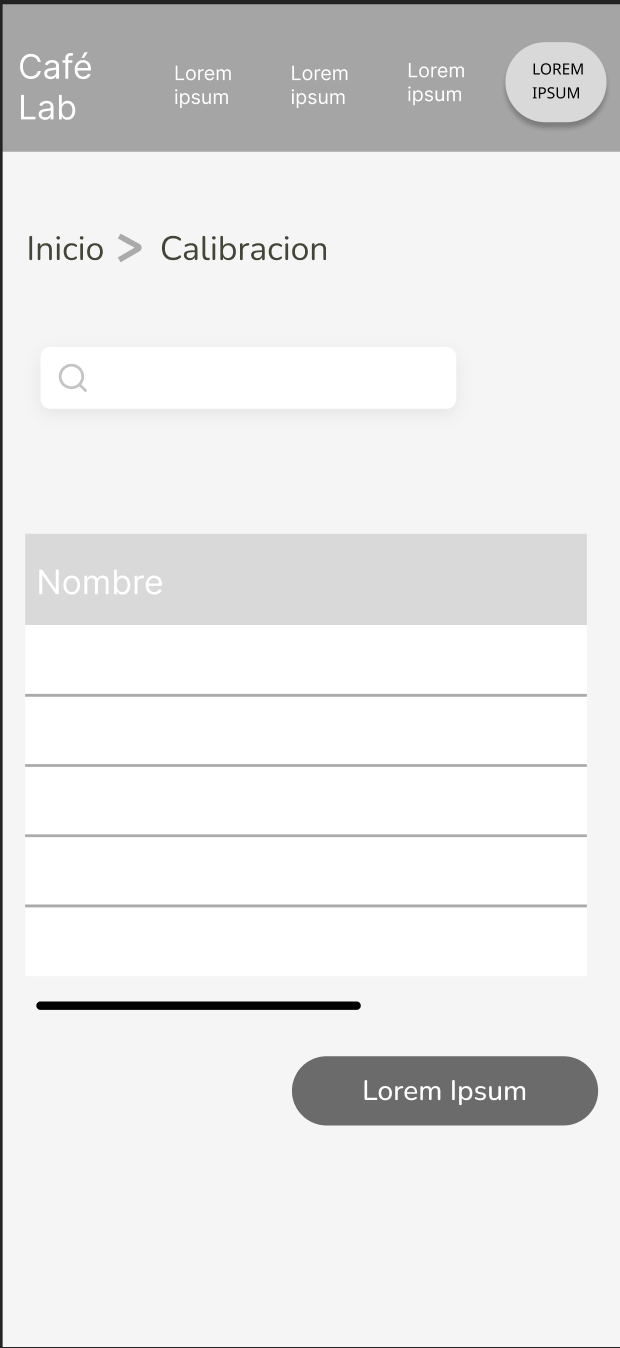 Café
Lab
Lorem
ipsum
Lorem
ipsum
Lorem
ipsum
LOREM
IPSUM
Inicio > Calibracion
Nombre
Lorem Ipsum